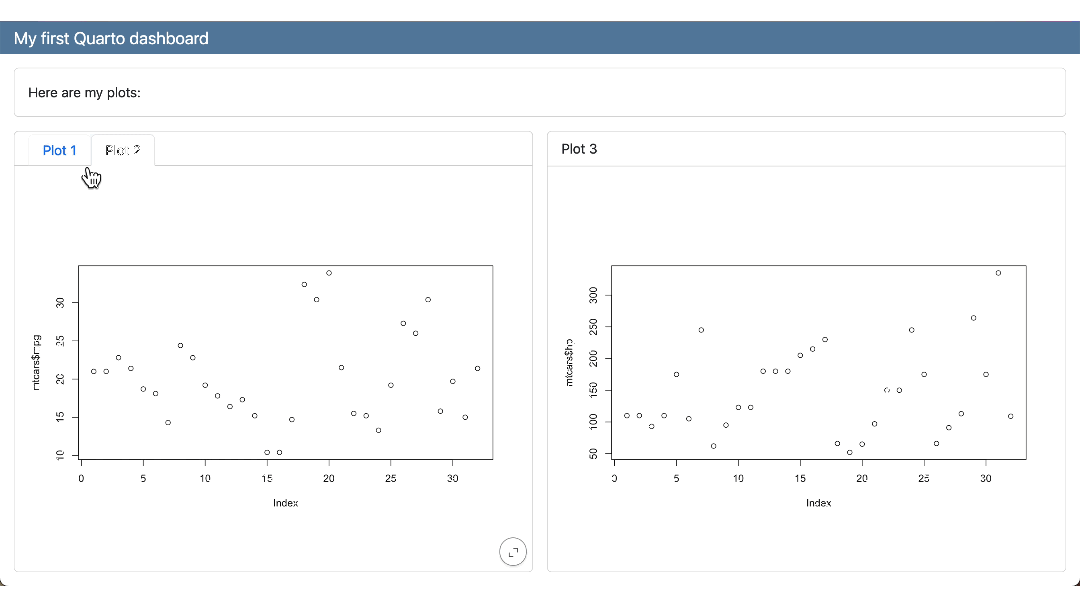 My first Quarto dashboard
Here are my plots:
Plot 1 Plot 2
Plot 3
mtcars$mpg
30
25
20
15
10
0 5 10 15 20 25 30
Index
mtcars$hp
300
250
200
150
100
50
0 5 10 15 20 25 30
Index